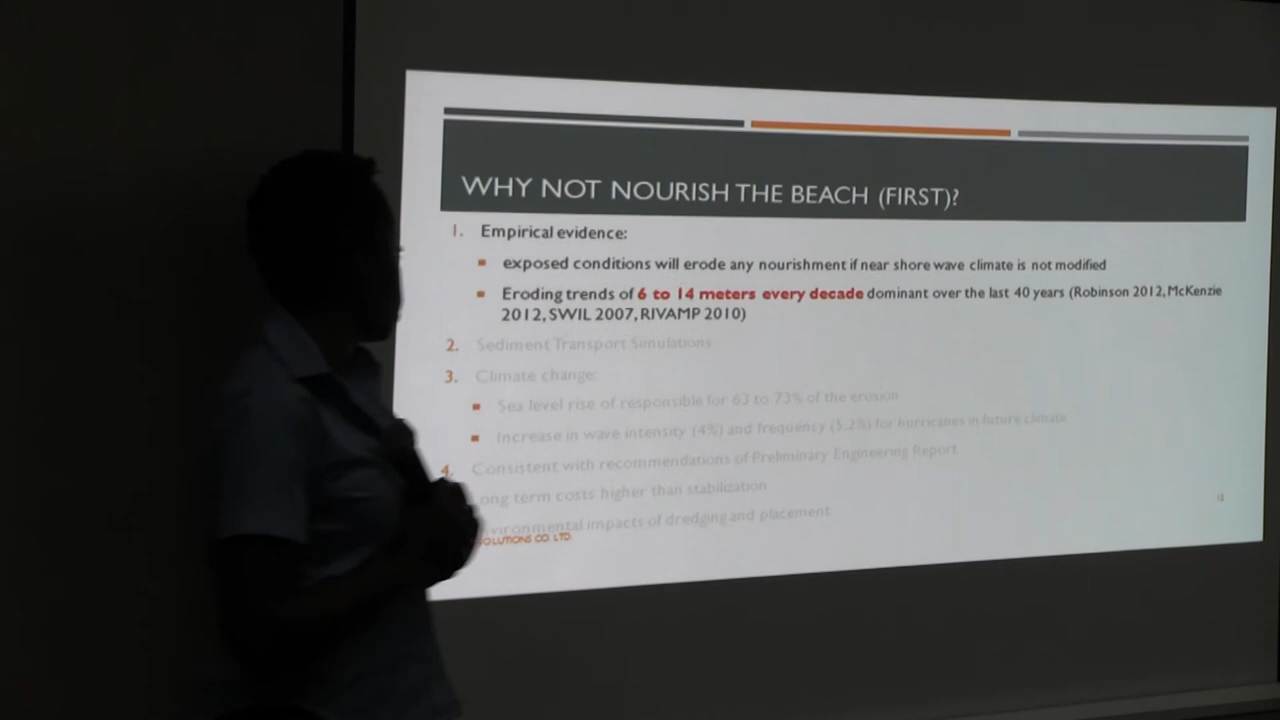 WHY NOT NOURISH THE BEACH (FIRST)?
1. Empirical evidence:
exposed conditions will erode any nourishment if near shore wave climate is not modified
Eroding trends of 6 to 14 meters every decade dominant over the last 40 years (Robinson 2012, McKenzie
2012, SWIL 2007, RIVAMP 2010)
2. Sediment Transport Simulations
3. Climate change:
Sea level rise of responsible for 63 to 73% of the erosion
Increase in wave intensity (4%) and frequency (5.2%) for hurricanes in future climate
4. Consistent with recommendations of Preliminary Engineering Report
ong term costs higher than stabilization
vironmental impacts of dredging and placement
SOLUTIONS CO LTD.